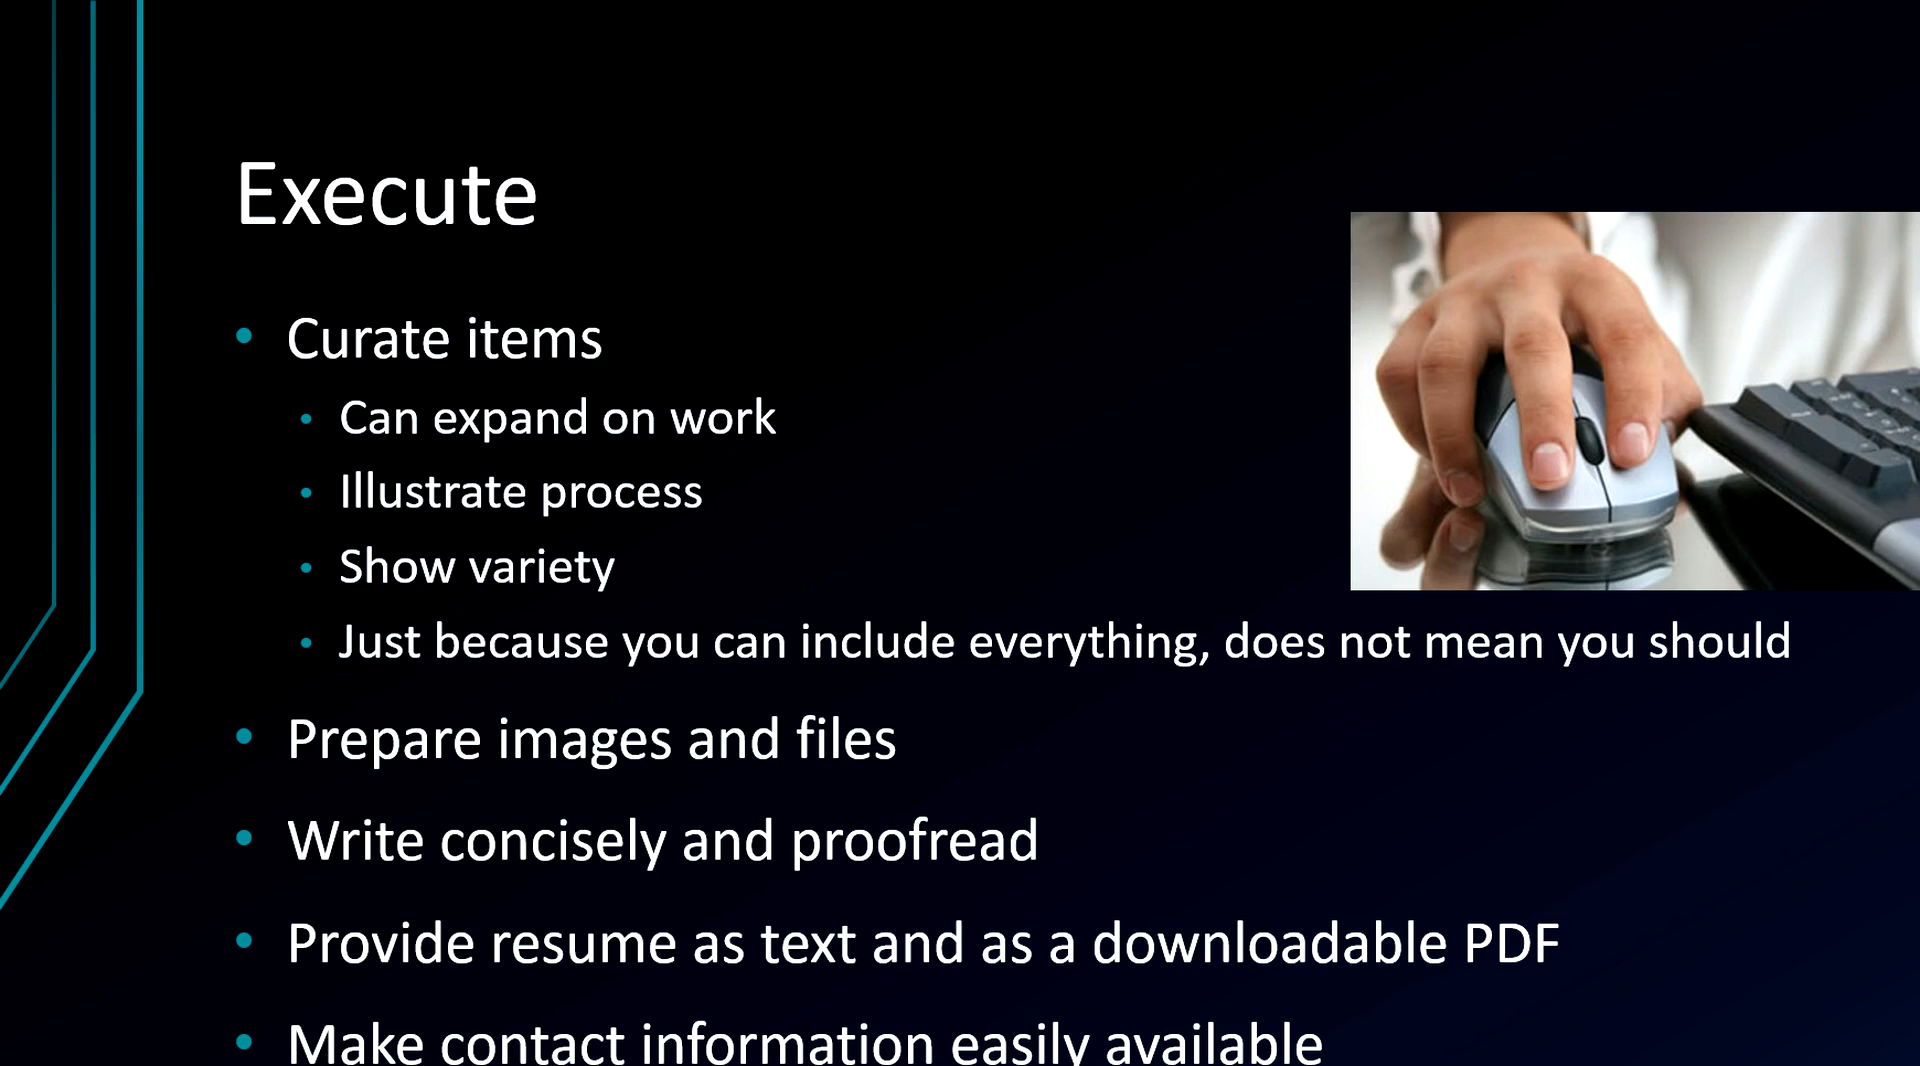 Execute
• Curate items
• Can expand on work
• Illustrate process
• Show variety
• Just because you can include everything, does not mean you should
• Prepare images and files
• Write concisely and proofread
• Provide resume as text and as a downloadable PDF
• Make contact information easily available